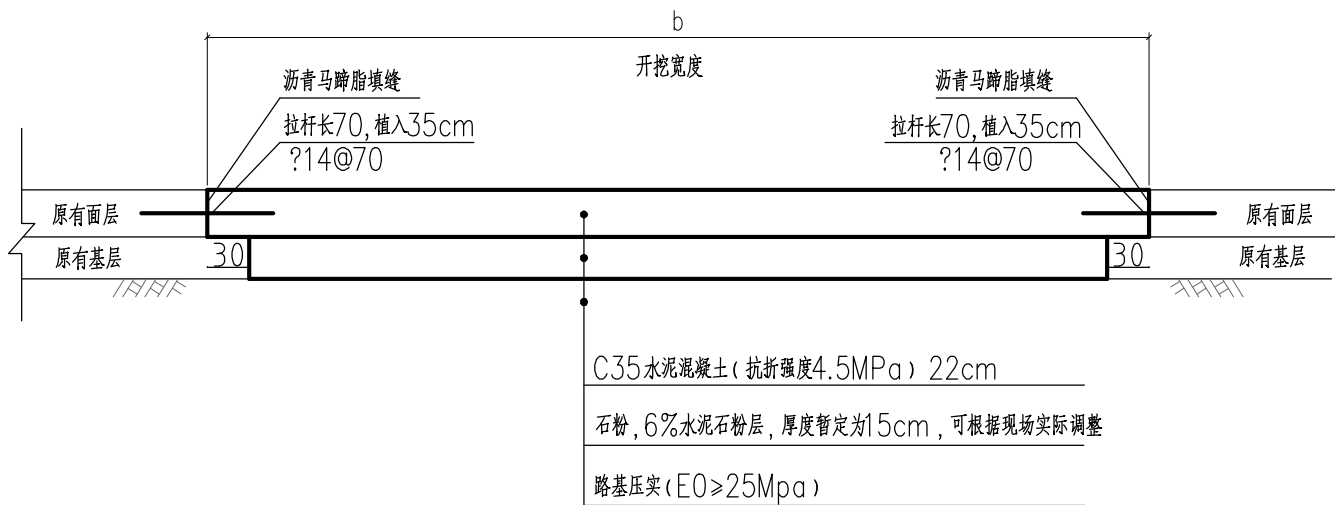 b
开挖宽度
沥青马蹄脂填缝
沥青马蹄脂填缝
拉杆长70,植入35cm
?14@70
拉杆长70,植入35cm
?14@70
原有面层
原有面层
原有基层
30
30
原有基层
C35水泥混凝土(抗折强度4.5MPa) 22cm
石粉,6%水泥石粉层,厚度暂定为15cm,可根据现场实际调整
路基压实(E0≥25Mpa)